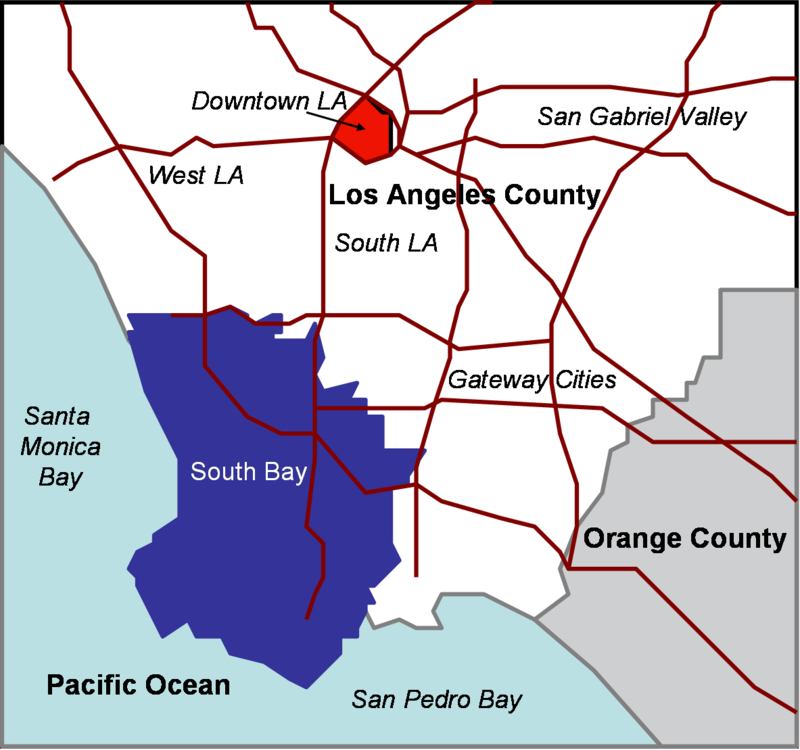 Downtown LA
San Gabriel Valley
West LA
Los Angeles County
South LA
Gateway Cities
Santa
Monica
Bay
South Bay
Orange County
Pacific Ocean
San Pedro Bay